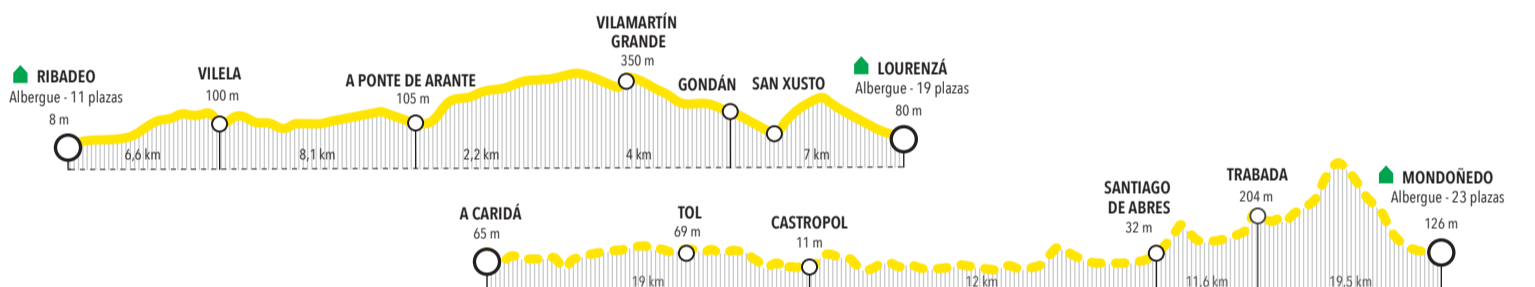 RIBADEO
Albergue - 11 plazas
8 m
VILELA
100 m
A PONTE DE ARANTE
105 m
VILAMARTÍN
GRANDE
350 m
GONDÁN
SAN XUSTO
LOURENZÁ
Albergue - 19 plazas
80 m
6,6 km
8,1 km
2,2 km
4 km
7 km
A CARIDÁ
65 m
TOL
69 m
CASTROPOL
11 m
SANTIAGO
DE ABRES
32 m
TRABADA
204 m
MONDOÑEDO
Albergue - 23 plazas
126 m
19 km
12 km
11,6 km
19,5 km